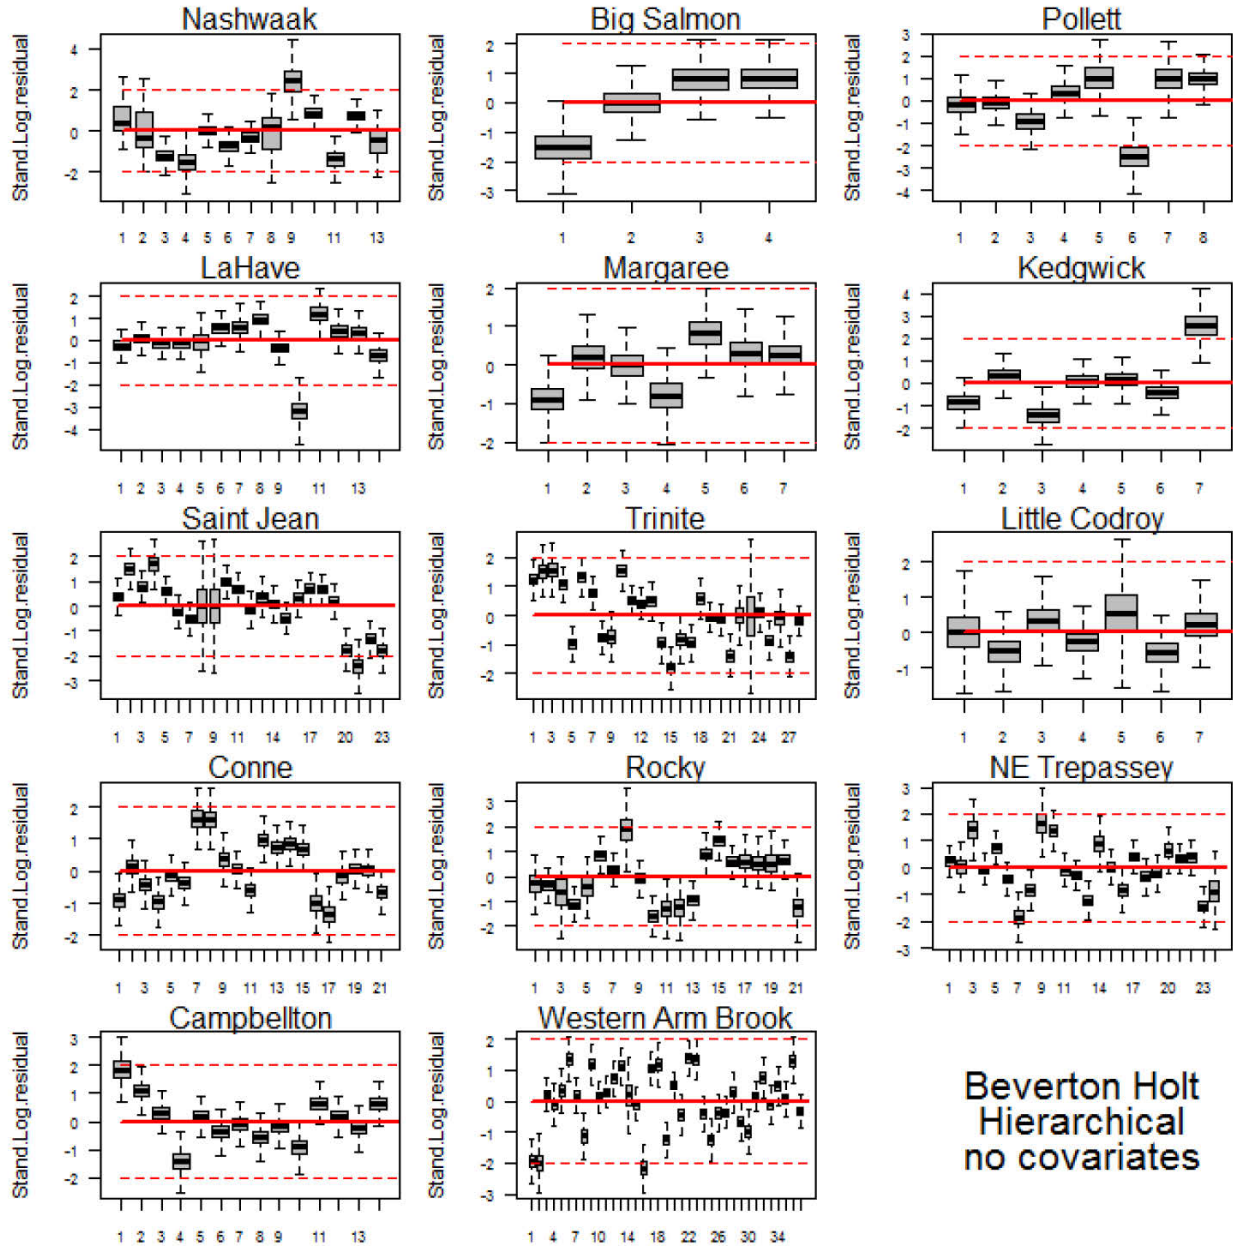 Nashwaak Big Salmon Pollett
Stand.Log.residual
4
2
0
-2
1 2 3 4 5 6 7 8 9 11 13
Stand.Log.residual
2
1
0
-1
-2
-3
1 2 3 4
Stand.Log.residual
3
2
1
0
-1
-2
-3
-4
1 2 3 4 5 6 7 8
LaHave Margaree Kedgwick
Stand.Log.residual
2
1
0
-1
-2
-3
-4
1 2 3 4 5 6 7 8 9 11 13
Stand.Log.residual
2
1
0
-1
-2
1 2 3 4 5 6 7
Stand.Log.residual
4
3
2
1
0
-1
-2
1 2 3 4 5 6 7
Saint Jean Trinite Little Codroy
Stand.Log.residual
2
1
0
-1
-2
-3
1 3 5 7 9 11 14 17 20 23
Stand.Log.residual
2
1
0
-1
-2
1 3 5 7 9 12 15 18 21 24 27
Stand.Log.residual
2
1
0
-1
1 2 3 4 5 6 7
Conne Rocky NE Trepassey
Stand.Log.residual
2
1
0
-1
-2
1 3 5 7 9 11 13 15 17 19 21
Stand.Log.residual
3
2
1
0
-1
-2
1 3 5 7 9 11 13 15 17 19 21
Stand.Log.residual
3
2
1
0
-1
-2
-3
1 3 5 7 9 11 14 17 20 23
Campbellton Western Arm Brook
Stand.Log.residual
3
2
1
0
-1
-2
1 2 3 4 5 6 7 8 9 11 13
Stand.Log.residual
2
1
0
-1
-2
-3
1 4 7 10 14 18 22 26 30 34
Beverton Holt
Hierarchical
no covariates